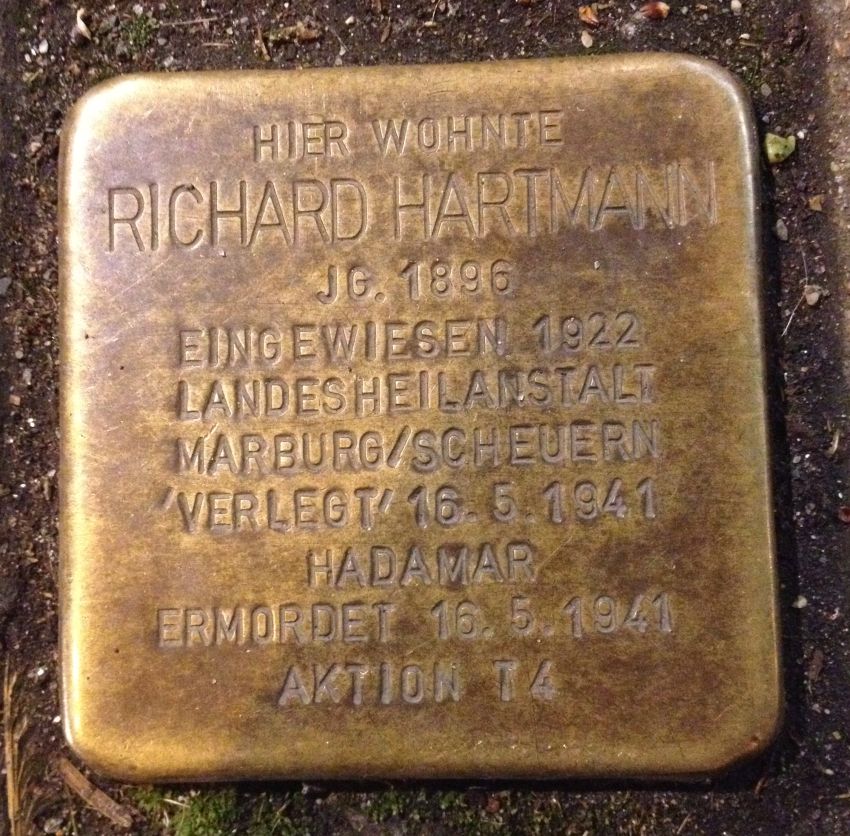 HIER WOHNTE
RICHARD HARTMANN
JG. 1896
EINGEWIESEN 1922
LANDESHEILANSTALT
MARBURG/SCHEUERN
'VERLEGT' 16.5.1941
HADAMAR
ERMORDET 16.5.1941
AKTION T4